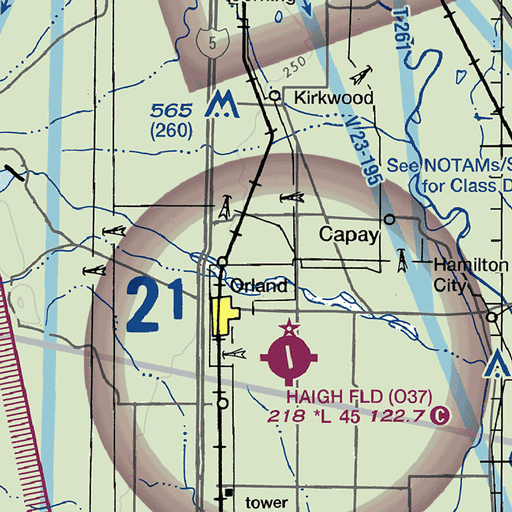 Corning
5
250
T-261
565
(260)
Kirkwood
V23-195
See NOTAMs/S
for Class D
Capay
Hamilton
City
Orland
21
HAIGH FLD (O37)
218 *L 45 122.7 C
tower